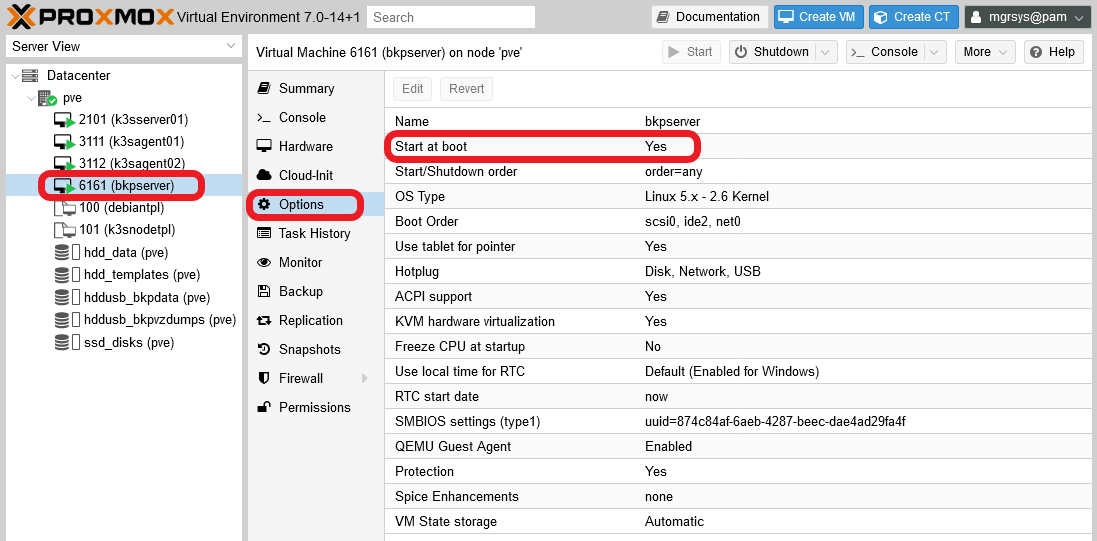 PROXMOX Virtual Environment 7.0-14+1 Search Documentation Create VM Create CT mgrsys@pam
Server View
Datacenter
pve
2101 (k3sserver01)
3111 (k3sagent01)
3112 (k3sagent02)
6161 (bkpserver)
100 (debiantpl)
101 (k3snodetpl)
hdd_data (pve)
hdd_templates (pve)
hddusb_bkpdata (pve)
hddusb_bkpvzdumps (pve)
ssd_disks (pve)
Virtual Machine 6161 (bkpserver) on node 'pve' Start Shutdown Console More Help
Summary
Console
Hardware
Cloud-Init
Options
Task History
Monitor
Backup
Replication
Snapshots
Firewall
Permissions
Edit Revert
Name bkpserver
Start at boot Yes
Start/Shutdown order order=any
OS Type Linux 5.x - 2.6 Kernel
Boot Order scsi0, ide2, net0
Use tablet for pointer Yes
Hotplug Disk, Network, USB
ACPI support Yes
KVM hardware virtualization Yes
Freeze CPU at startup No
Use local time for RTC Default (Enabled for Windows)
RTC start date now
SMBIOS settings (type1) uuid=874c84af-6aeb-4287-beec-dae4ad29fa4f
QEMU Guest Agent Enabled
Protection Yes
Spice Enhancements none
VM State storage Automatic